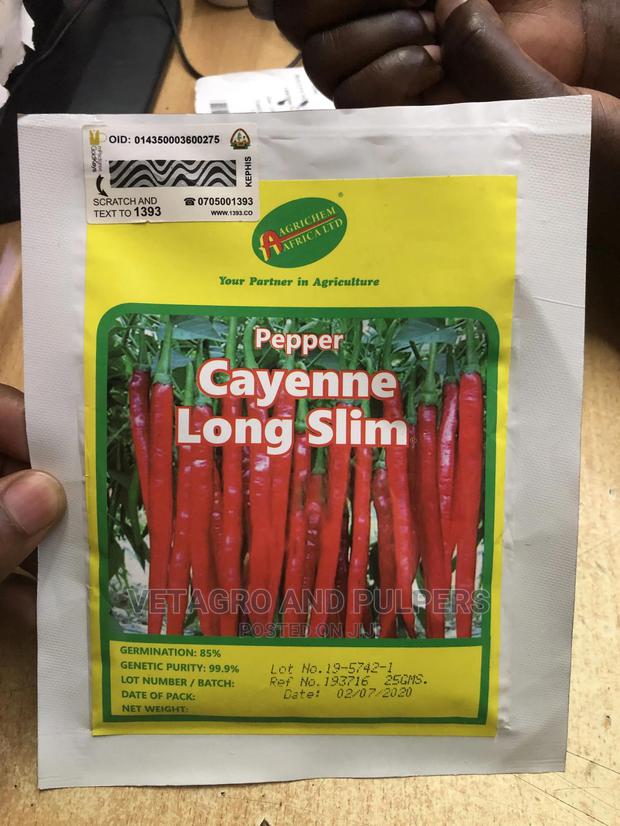 OID: 014350003600275
KEPHIS
SCRATCH AND
TEXT TO 1393
☎ 0705001393
www.1393.co
AGRICHEM
AFRICA LTD
®
Your Partner in Agriculture
Pepper
Cayenne
Long Slim
VETAGRO AND PULPERS
POSTED ON JIJI
GERMINATION: 85%
GENETIC PURITY: 99.9%
LOT NUMBER / BATCH:
DATE OF PACK:
NET WEIGHT:
Lot No.19-5742-1
Ref No.193716 25GMS.
Date: 02/07/2020